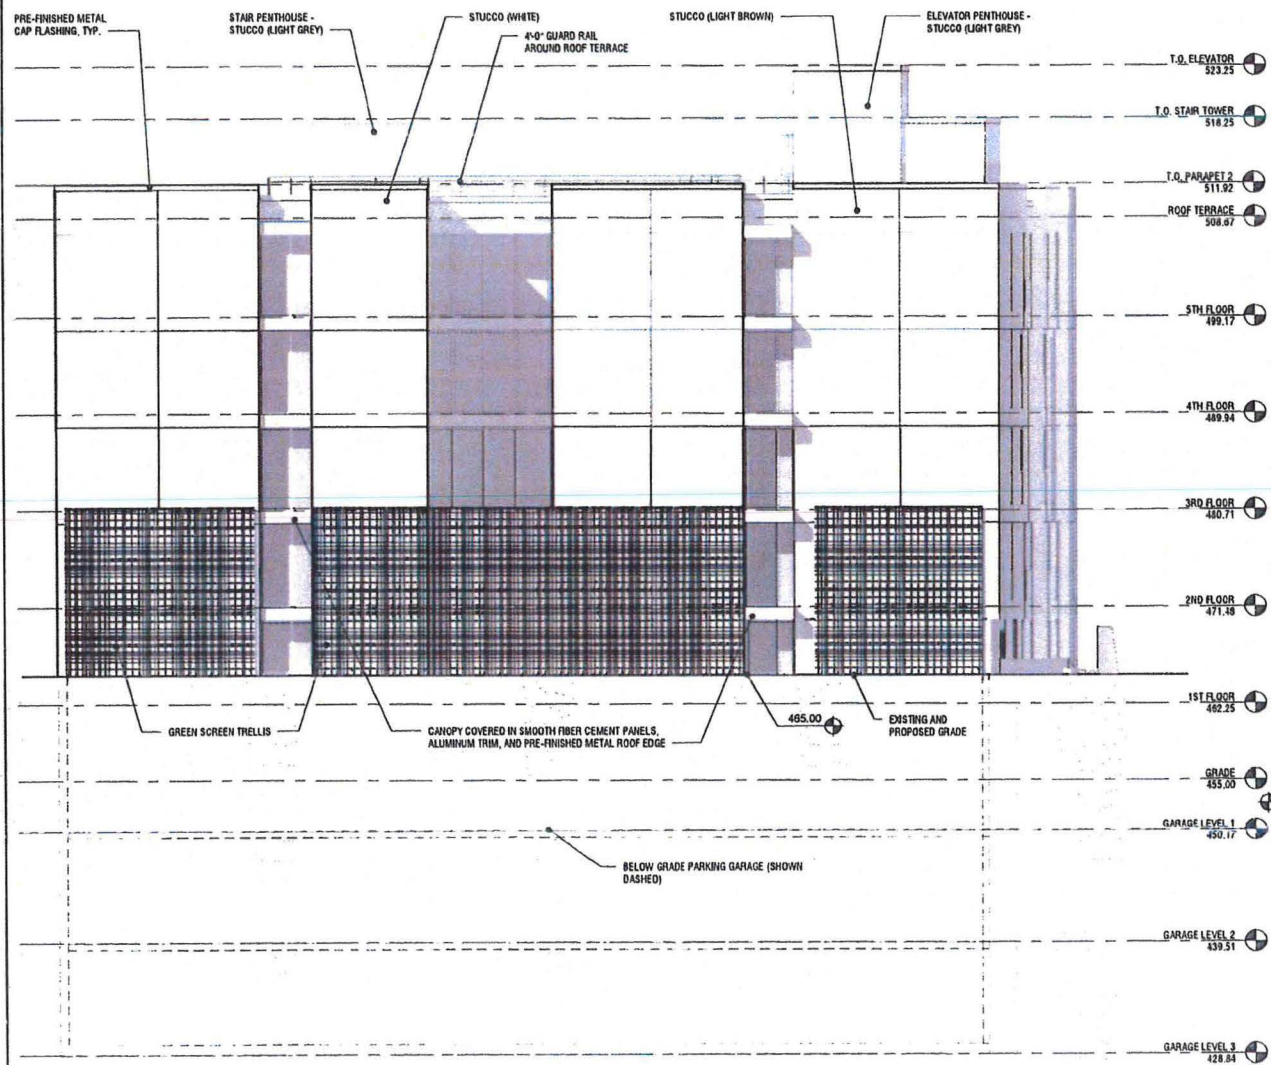 PRE-FINISHED METAL
CAP FLASHING, TYP.
STAIR PENTHOUSE -
STUCCO (LIGHT GREY)
STUCCO (WHITE)
4'-0" GUARD RAIL
AROUND ROOF TERRACE
STUCCO (LIGHT BROWN)
ELEVATOR PENTHOUSE -
STUCCO (LIGHT GREY)
T.O. ELEVATOR
523.25
T.O. STAIR TOWER
518.25
T.O. PARAPET 2
511.92
ROOF TERRACE
508.67
5TH FLOOR
499.17
4TH FLOOR
489.94
3RD FLOOR
480.71
2ND FLOOR
471.48
1ST FLOOR
462.25
GREEN SCREEN TRELLIS
CANOPY COVERED IN SMOOTH FIBER CEMENT PANELS,
ALUMINUM TRIM, AND PRE-FINISHED METAL ROOF EDGE
465.00
EXISTING AND
PROPOSED GRADE
GRADE
455.00
GARAGE LEVEL 1
450.17
BELOW GRADE PARKING GARAGE (SHOWN
DASHED)
GARAGE LEVEL 2
439.51
GARAGE LEVEL 3
428.84